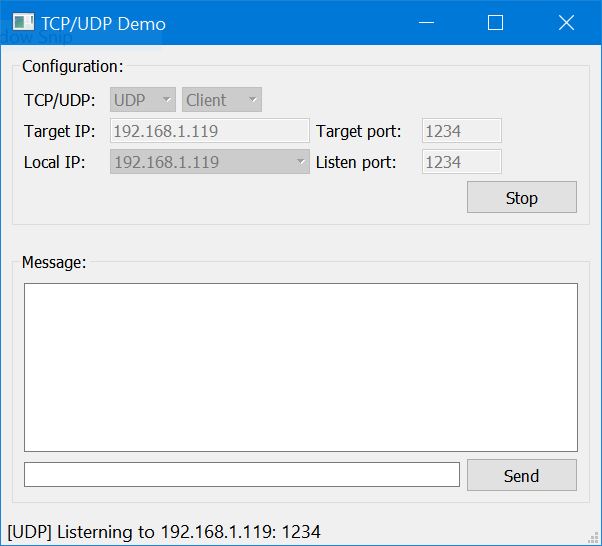 TCP/UDP Demo
dow Snip
Configuration:
TCP/UDP: UDP Client
Target IP: 192.168.1.119 Target port: 1234
Local IP: 192.168.1.119 Listen port: 1234
Stop
Message:
Send
[UDP] Listerning to 192.168.1.119: 1234